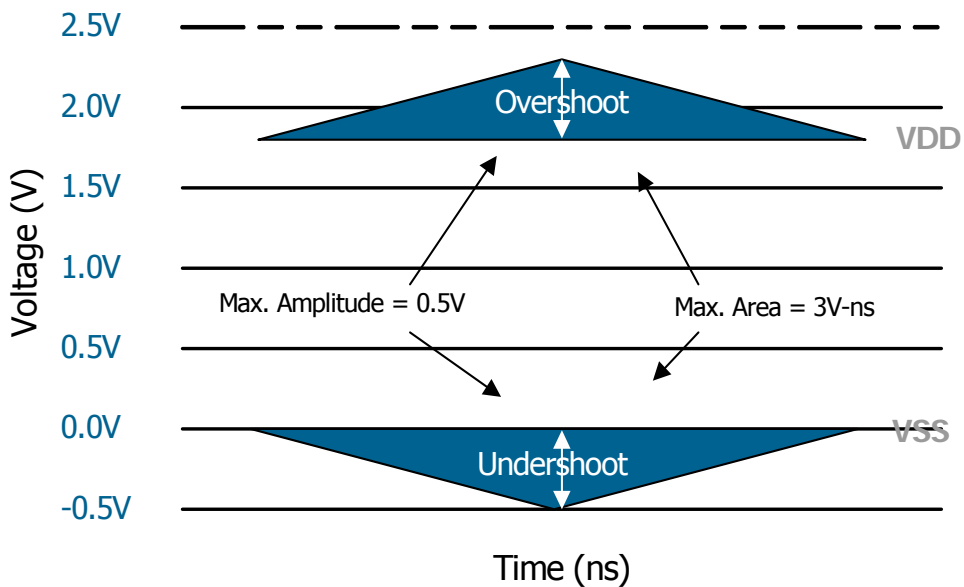 2.5V
Overshoot
2.0V
VDD
1.5V
1.0V
Voltage (V)
Max. Amplitude = 0.5V
Max. Area = 3V-ns
0.5V
0.0V
VSS
Undershoot
-0.5V
Time (ns)